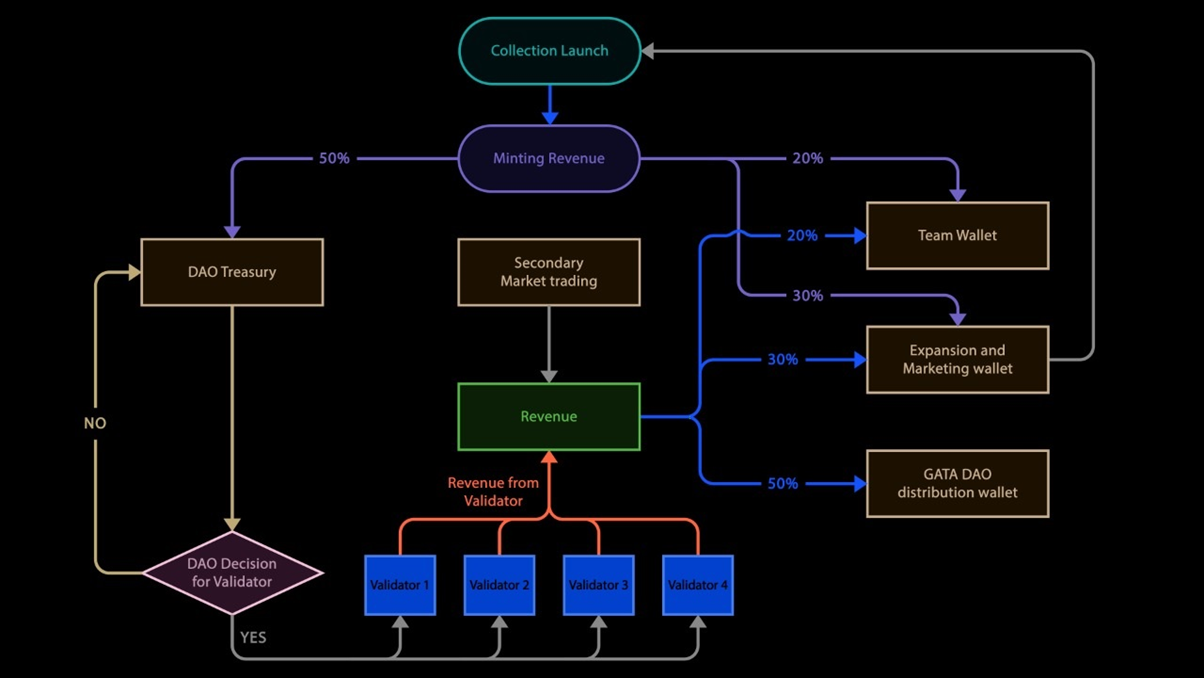 Collection Launch
Minting Revenue
50%
20%
Team Wallet
20%
DAO Treasury
Secondary
Market trading
30%
Expansion and
Marketing wallet
30%
Revenue
NO
GATA DAO
distribution wallet
50%
Revenue from
Validator
DAO Decision
for Validator
Validator 1
Validator 2
Validator 3
Validator 4
YES